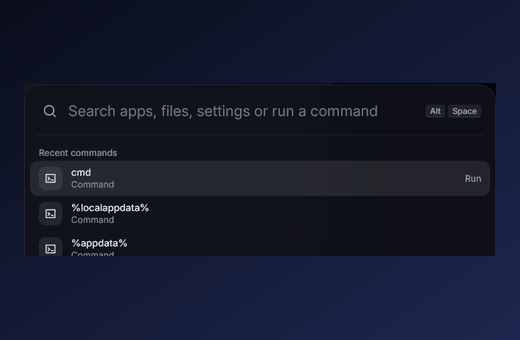 Search apps, files, settings or run a command Alt Space
Recent commands
cmd
Command Run
%localappdata%
Command
%appdata%
Command